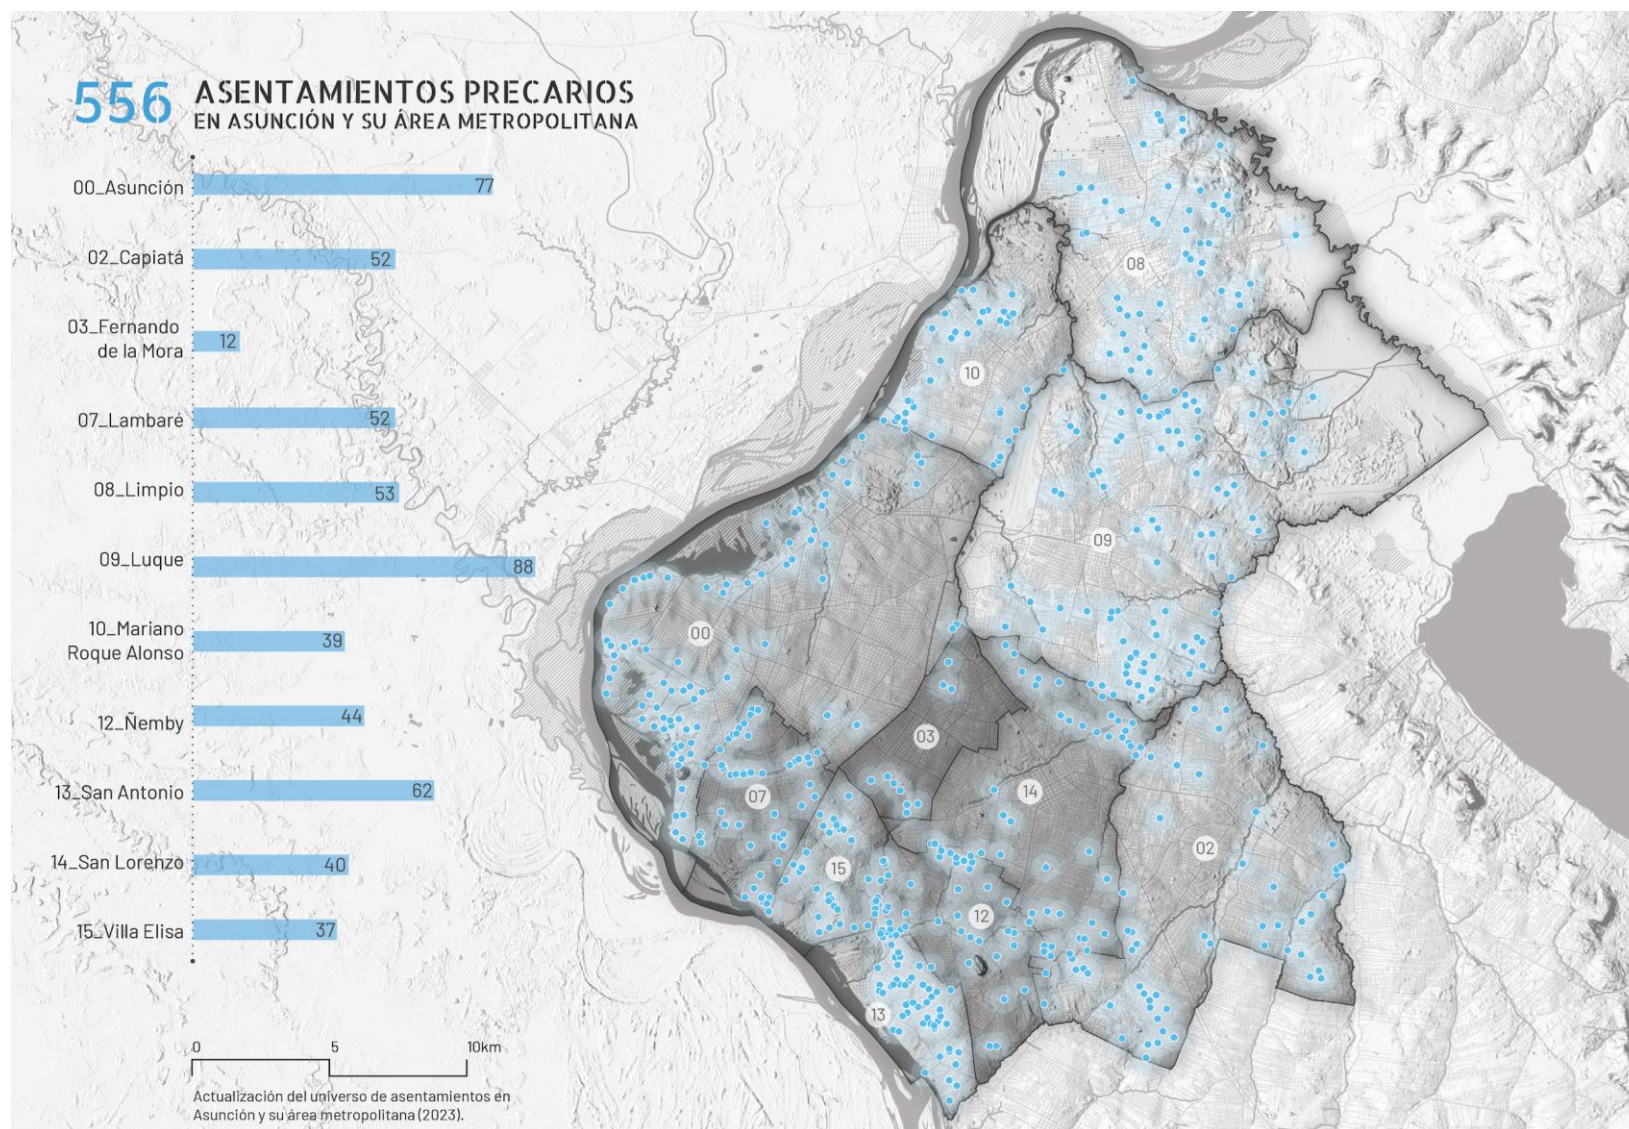 556 ASENTAMIENTOS PRECARIOS
EN ASUNCIÓN Y SU ÁREA METROPOLITANA
00_Asunción 77
02_Capiatá 52
03_Fernando
de la Mora 12
07_Lambaré 52
08_Limpio 53
09_Luque 88
10_Mariano
Roque Alonso 39
12_Ñemby 44
13_San Antonio 62
14_San Lorenzo 40
15_Villa Elisa 37
0 5 10km
Actualización del universo de asentamientos en
Asunción y su área metropolitana (2023).
08
10
09
00
03
07
14
02
15
12
13